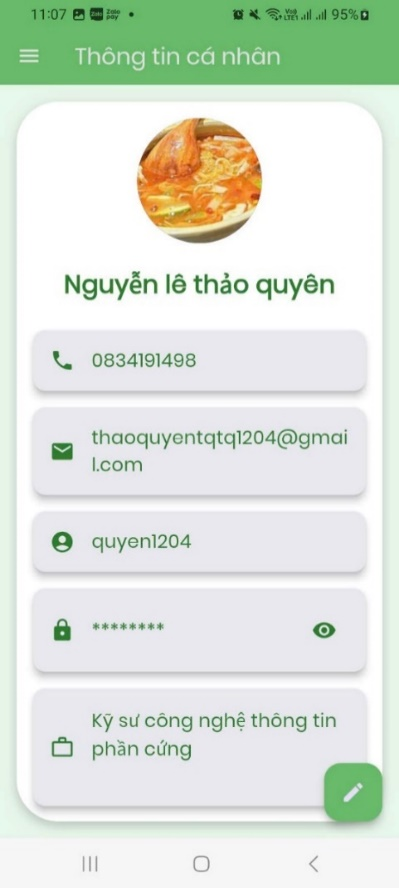 11:07 95%
Thông tin cá nhân
Nguyễn lê thảo quyên
0834191498
thaoquyentqtq1204@gmai
l.com
quyen1204
********
Kỹ sư công nghệ thông tin
phần cứng